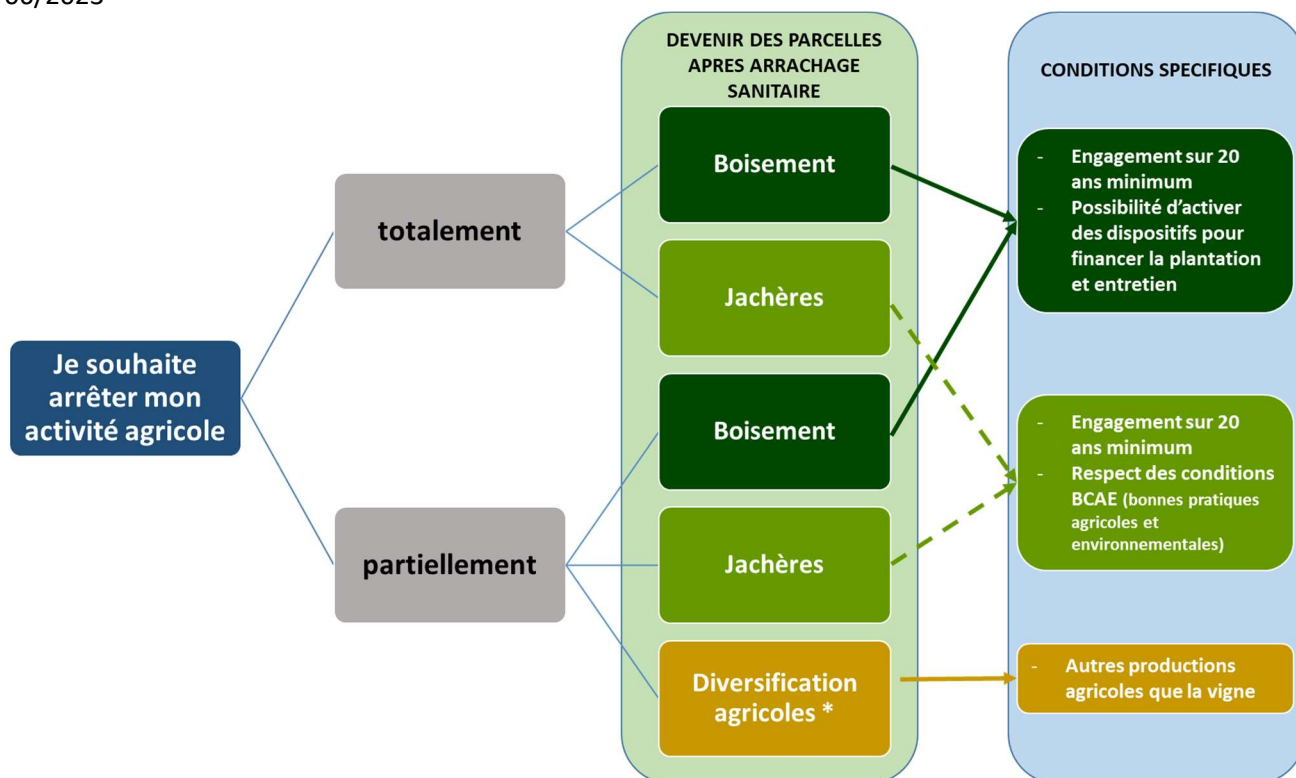 DEVENIR DES PARCELLES
APRES ARRACHAGE
SANITAIRE
CONDITIONS SPECIFIQUES
Je souhaite
arrêter mon
activité agricole
totalement
partiellement
Boisement
Jachères
Boisement
Jachères
Diversification
agricoles *
- Engagement sur 20
ans minimum
- Possibilité d’activer
des dispositifs pour
financer la plantation
et entretien
- Engagement sur 20
ans minimum
- Respect des conditions
BCAE (bonnes pratiques
agricoles et
environnementales)
- Autres productions
agricoles que la vigne